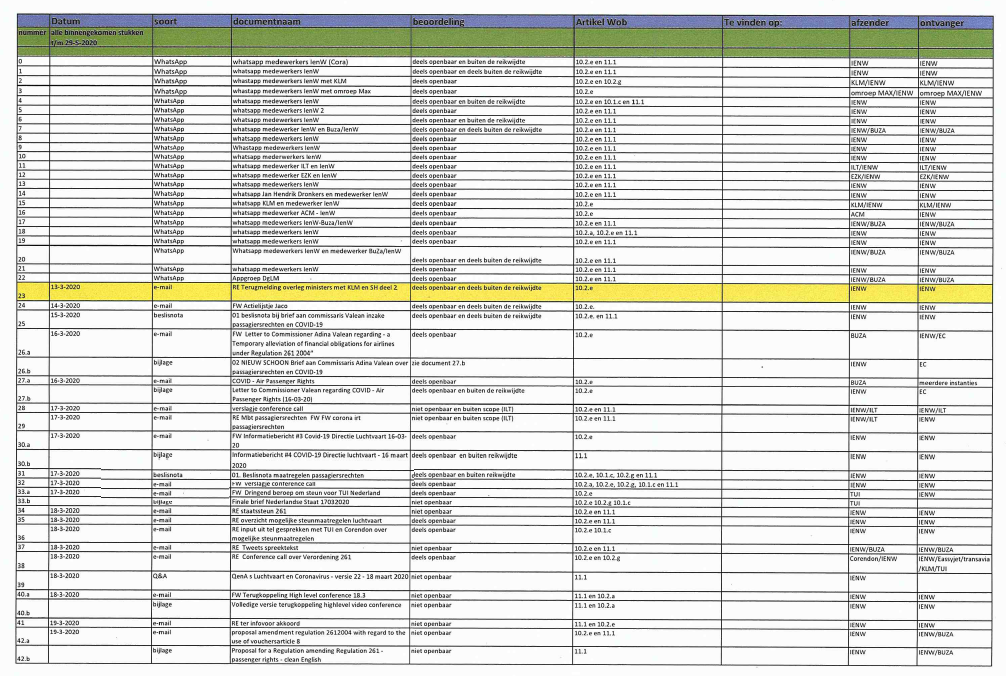 Datum soort documentnaam beoordeling Artikel Wob Te vinden op: afzender ontvanger
nummer alle binnengekomen stukken
t/m 29-5-2020
0 WhatsApp whatsapp medewerkers IenW (Cora) deels openbaar en buiten de reikwijdte 10.2.e en 11.1 IENW IENW
1 WhatsApp whatsapp medewerkers IenW deels openbaar en deels buiten de reikwijdte 10.2.e en 11.1 IENW IENW
2 WhatsApp whastapp medewerkers IenW met KLM deels openbaar 10.2.e en 10.2.g KLM/IENW KLM/IENW
3 WhatsApp whastapp medewerkers IenW met omroep Max deels openbaar 10.2.e omroep MAX/IENW omroep MAX/IENW
4 WhatsApp whatsapp medewerkers IenW deels openbaar en buiten de reikwijdte 10.2.e en 10.1.c en 11.1 IENW IENW
5 WhatsApp whatsapp medewerkers IenW 2 deels openbaar 10.2.e en 11.1 IENW IENW
6 WhatsApp whatsapp medewerkers IenW deels openbaar en buiten de reikwijdte 10.2.e en 11.1 IENW IENW
7 WhatsApp whatsapp medewerker IenW en Buza/IenW deels openbaar en deels buiten de reikwijdte 10.2.e en 11.1 IENW/BUZA IENW/BUZA
8 WhatsApp whatsapp medewerkers IenW deels openbaar 10.2.e en 11.1 IENW IENW
9 WhatsApp Whastapp medewerkers IenW deels openbaar 10.2.e en 11.1 IENW IENW
10 WhatsApp whatsapp mederwerkers IenW deels openbaar 10.2.e en 11.1 IENW IENW
11 WhatsApp whatsapp medewerker ILT en IenW deels openbaar 10.2.e en 11.1 ILT/IENW ILT/IENW
12 WhatsApp whatsapp medewerker EZK en IenW deels openbaar 10.2.e en 11.1 EZK/IENW EZK/IENW
13 WhatsApp whatsapp medewerkers IenW deels openbaar 10.2.e en 11.1 IENW IENW
14 WhatsApp whatsapp Jan Hendrik Dronkers en medewerker IenW deels openbaar 10.2.e en 11.1 IENW IENW
15 WhatsApp whatsapp KLM en medewerker IenW deels openbaar 10.2.e KLM/IENW KLM/IENW
16 WhatsApp whatsapp medewerker ACM - IenW deels openbaar 10.2.e ACM IENW
17 WhatsApp whatsapp medewerkers IenW-Buza/IenW deels openbaar 10.2.e en 11.1 IENW/BUZA IENW/BUZA
18 WhatsApp whatsapp medewerkers IenW deels openbaar 10.2.a, 10.2.e en 11.1 IENW IENW
19 WhatsApp whatsapp medewerkers IenW deels openbaar 10.2.e en 11.1 IENW IENW
20 WhatsApp Whatsapp medewerkers IenW en medewerker BuZa/IenW deels openbaar en deels buiten de reikwijdte 10.2.e en 11.1 IENW/BUZA IENW/BUZA
21 WhatsApp whatsapp medewerkers IenW deels openbaar 10.2.e en 11.1 IENW IENW
22 WhatsApp Appgroep DgLM deels openbaar 10.2.e en 11.1 IENW/BUZA IENW/BUZA
23 13-3-2020 e-mail RE Terugmelding overleg ministers met KLM en SH deel 2 deels openbaar en deels buiten de reikwijdte 10.2.e IENW IENW
24 14-3-2020 e-mail FW Actielijstje Jaco deels openbaar 10.2.e. IENW IENW
25 15-3-2020 beslisnota 01 beslisnota bij brief aan commissaris Valean inzake deels openbaar en deels buiten de reikwijdte 10.2.e. en 11.1 IENW IENW
passagiersrechten en COVID-19
26.a 16-3-2020 e-mail FW Letter to Commissioner Adina Valean regarding - a deels openbaar 10.2.e BUZA IENW/EC
Temporary alleviation of financial obligations for airlines
under Regulation 261 2004"
26.b bijlage 02 NIEUW SCHOON Brief aan Commissaris Adina Valean over zie document 27.b IENW EC
passagiersrechten en COVID-19
27.a 16-3-2020 e-mail COVID - Air Passenger Rights deels openbaar 10.2.e BUZA meerdere instanties
27.b bijlage Letter to Commissioner Valean regarding COVID - Air deels openbaar en buiten de reikwijdte 10.2.e IENW EC
Passenger Rights (16-03-20)
28 17-3-2020 e-mail verslagje conference call niet openbaar en buiten scope (ILT) 10.2.e en 11.1 IENW/ILT IENW/ILT
29 17-3-2020 e-mail RE Mbt passagiersrechten FW FW corona irt niet openbaar en buiten scope (ILT) 10.2.e en 11.1 IENW/ILT IENW
passagiersrechten
30.a 17-3-2020 e-mail FW Informatiebericht #3 Covid-19 Directie Luchtvaart 16-03- deels openbaar 10.2.e IENW IENW
20
30.b bijlage Informatiebericht #4 COVID-19 Directie luchtvaart - 16 maart deels openbaar en buiten reikwijdte 11.1 IENW IENW
2020
31 17-3-2020 beslisnota 01. Beslisnota maatregelen passagiersrechten deels openbaar en buiten reikwijdte 10.2.e, 10.1.c, 10.2.g en 11.1 IENW IENW
32 17-3-2020 e-mail FW verslagje conference call deels openbaar 10.2.a, 10.2.e, 10.2.g, 10.1.c en 11.1 IENW IENW
33.a 17-3-2020 e-mail FW Dringend beroep om steun voor TUI Nederland deels openbaar 10.2.e TUI IENW
33.b bijlage Finale brief Nederlandse Staat 17032020 niet openbaar 10.2.e 10.2.g 10.1.c TUI
34 18-3-2020 e-mail RE staatssteun 261 niet openbaar 10.2.e en 11.1 IENW IENW
35 18-3-2020 e-mail RE overzicht mogelijke steunmaatregelen luchtvaart deels openbaar 10.2.e en 11.1 IENW IENW
36 18-3-2020 e-mail RE input uit tel gesprekken met TUI en Corendon over deels openbaar 10.2.e 10.1.c IENW IENW
mogelijke steunmaatregelen
37 18-3-2020 e-mail RE Tweets spreektekst niet openbaar 10.2.e en 11.1 IENW/BUZA IENW/BUZA
38 18-3-2020 e-mail RE Conference call over Verordening 261 deels openbaar 10.2.e en 10.2.g Corendon/IENW IENW/Eassyjet/transavia
/KLM/TUI
39 18-3-2020 Q&A QenA s Luchtvaart en Coronavirus - versie 22 - 18 maart 2020 niet openbaar 11.1 IENW
40.a 18-3-2020 e-mail FW Terugkoppeling High level conference 18.3 niet openbaar 11.1 en 10.2.a IENW IENW
40.b bijlage Volledige versie terugkoppeling highlevel video conference niet openbaar 11.1 en 10.2.a IENW IENW
41 19-3-2020 e-mail RE ter infovoor akkoord niet openbaar 11.1 en 10.2.e IENW IENW
42.a 19-3-2020 e-mail proposal amendment regulation 2612004 with regard to the niet openbaar 10.2.e en 11.1 IENW IENW/BUZA
use of vouchersarticle 8
42.b bijlage Proposal for a Regulation amending Regulation 261 - niet openbaar 11.1 IENW IENW/BUZA
passenger rights - clean English